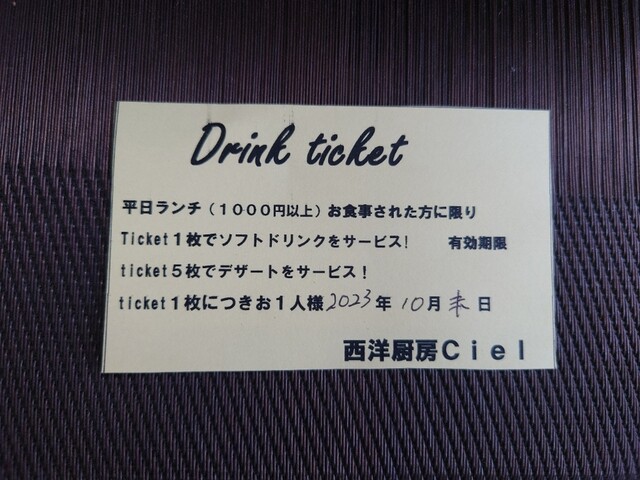 Drink ticket
平日ランチ（１０００円以上）お食事された方に限り
Ticket１枚でソフトドリンクをサービス！　有効期限
ticket５枚でデザートをサービス！
ticket１枚につきお１人様2023年 10月末日
西洋厨房Ｃｉｅｌ